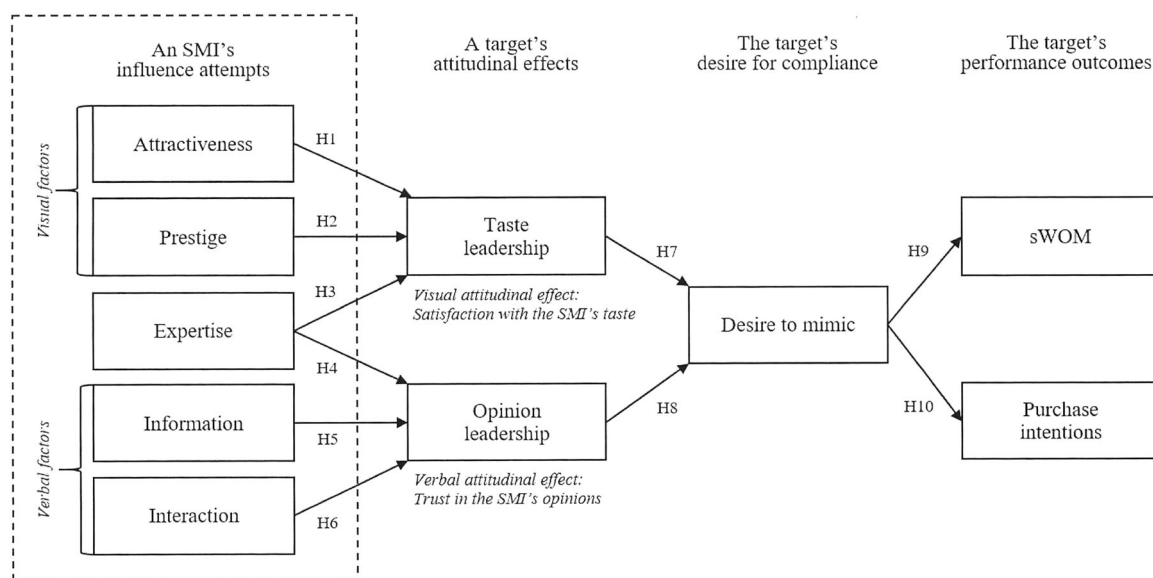 An SMI's
influence attempts
A target's
attitudinal effects
The target's
desire for compliance
The target's
performance outcomes
Visual factors
Attractiveness
H1
Prestige
H2
Taste
leadership
H7
H9
sWOM
Expertise
H3
Visual attitudinal effect:
Satisfaction with the SMI's taste
Desire to mimic
H4
Verbal factors
Information
H5
Opinion
leadership
H8
H10
Purchase
intentions
Interaction
H6
Verbal attitudinal effect:
Trust in the SMI's opinions